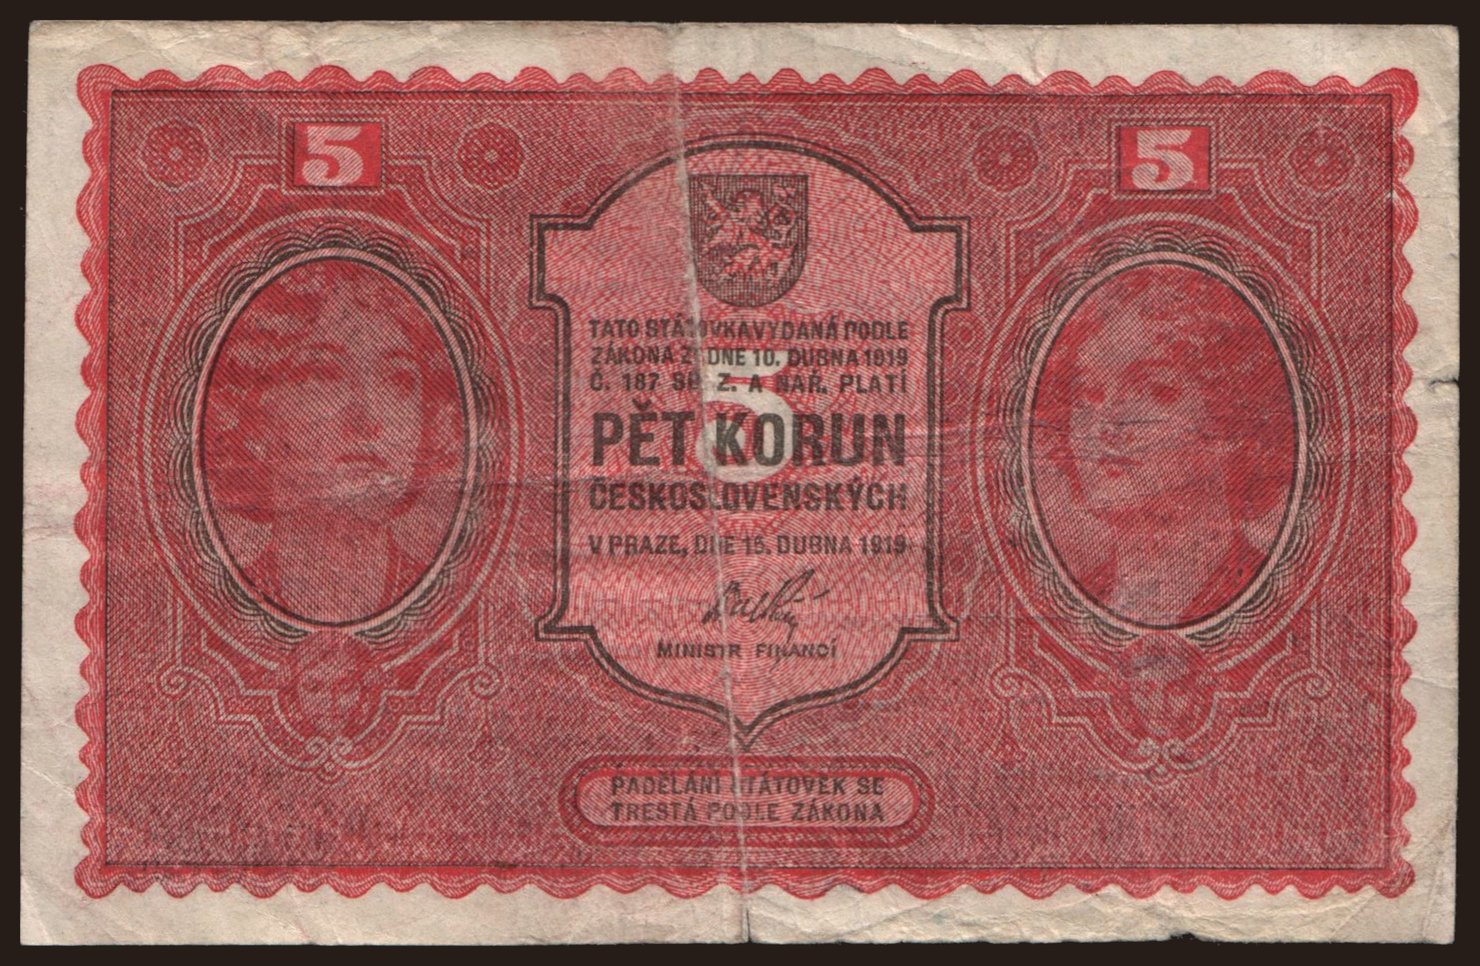 5 5
TATO STÁTOVKA VYDANÁ PODLE
ZÁKONA ZE DNE 10. DUBNA 1919
Č. 187 SB. Z. A NAŘ. PLATÍ
5
PĚT KORUN
ČESKOSLOVENSKÝCH
V PRAZE, DNE 15. DUBNA 1919
MINISTR FINANCÍ
PADĚLÁNÍ STÁTOVEK SE
TRESTÁ PODLE ZÁKONA